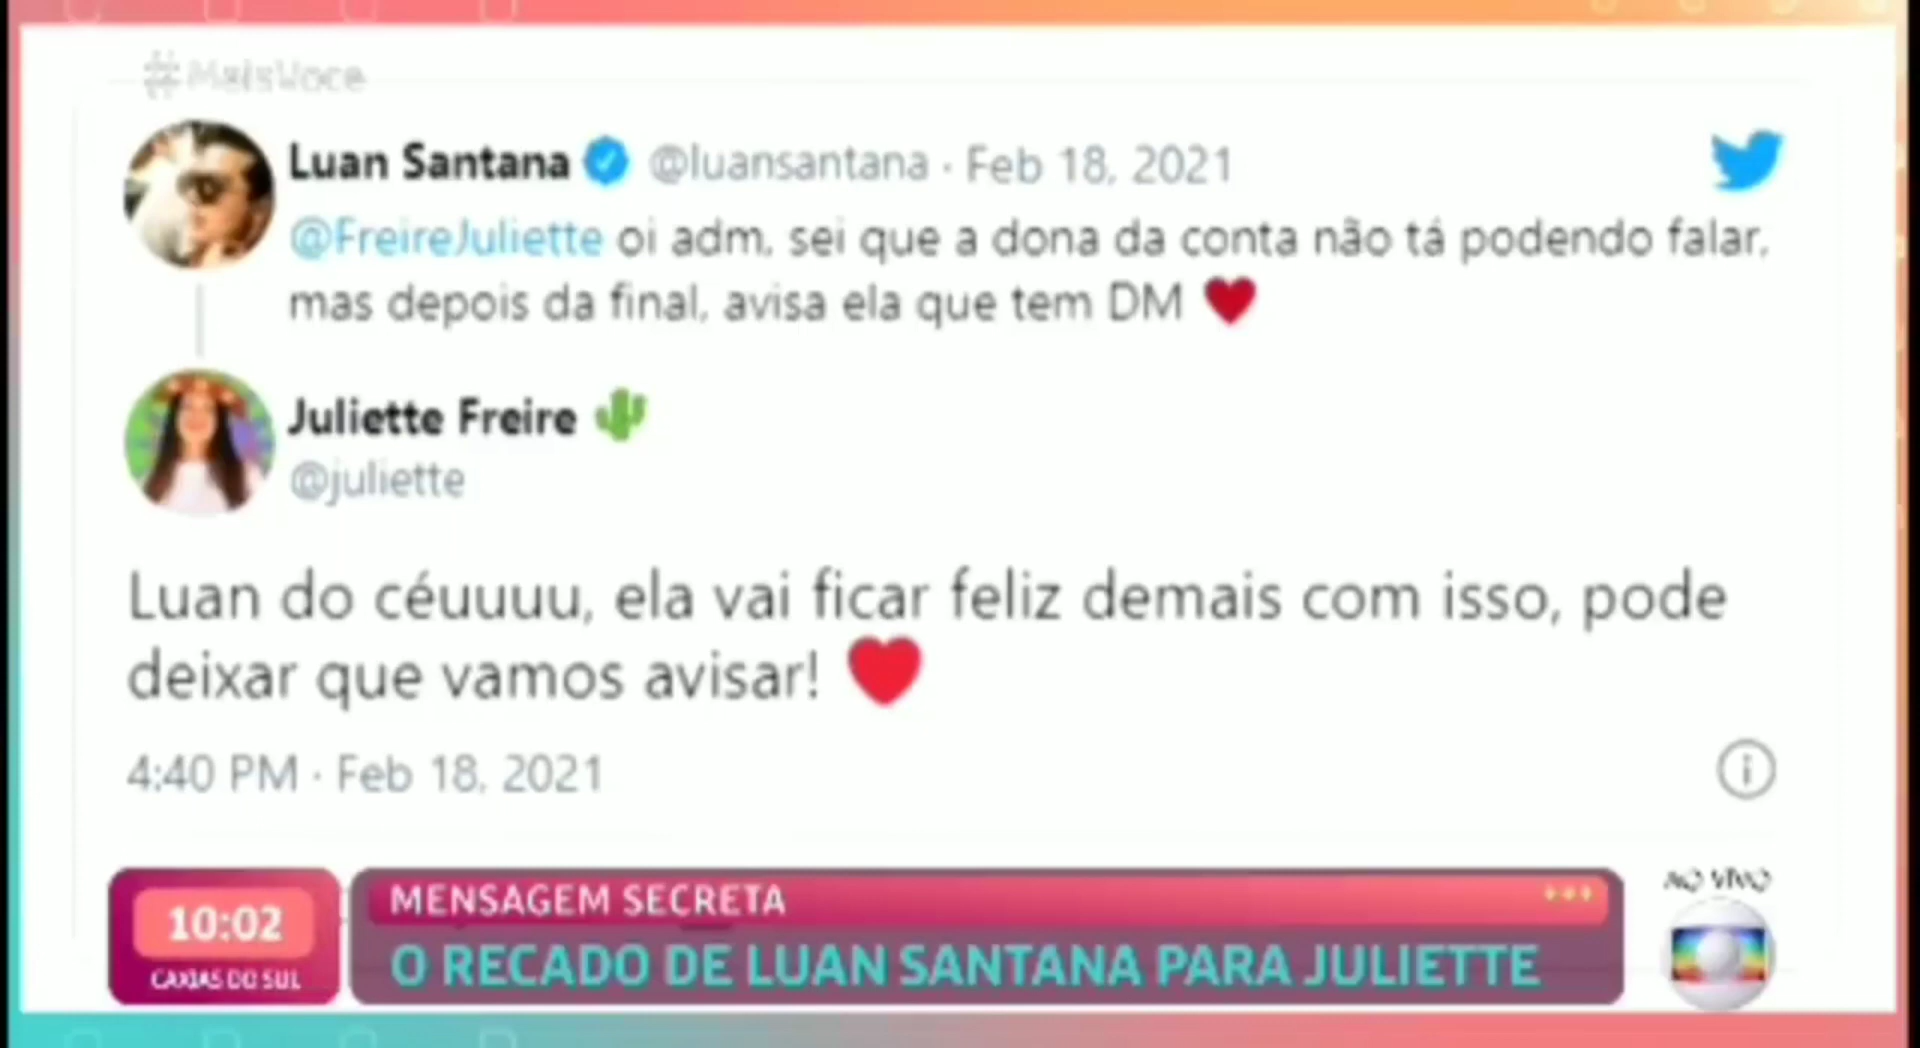 #MaisVoce
Luan Santana @luansantana · Feb 18, 2021
@FreireJuliette oi adm. sei que a dona da conta não tá podendo falar.
mas depois da final, avisa ela que tem DM ❤
Juliette Freire 🌵
@juliette
Luan do céuuuu, ela vai ficar feliz demais com isso, pode
deixar que vamos avisar! ❤
4:40 PM · Feb 18, 2021
10:02
CAXIAS DO SUL
MENSAGEM SECRETA
O RECADO DE LUAN SANTANA PARA JULIETTE
AO VIVO